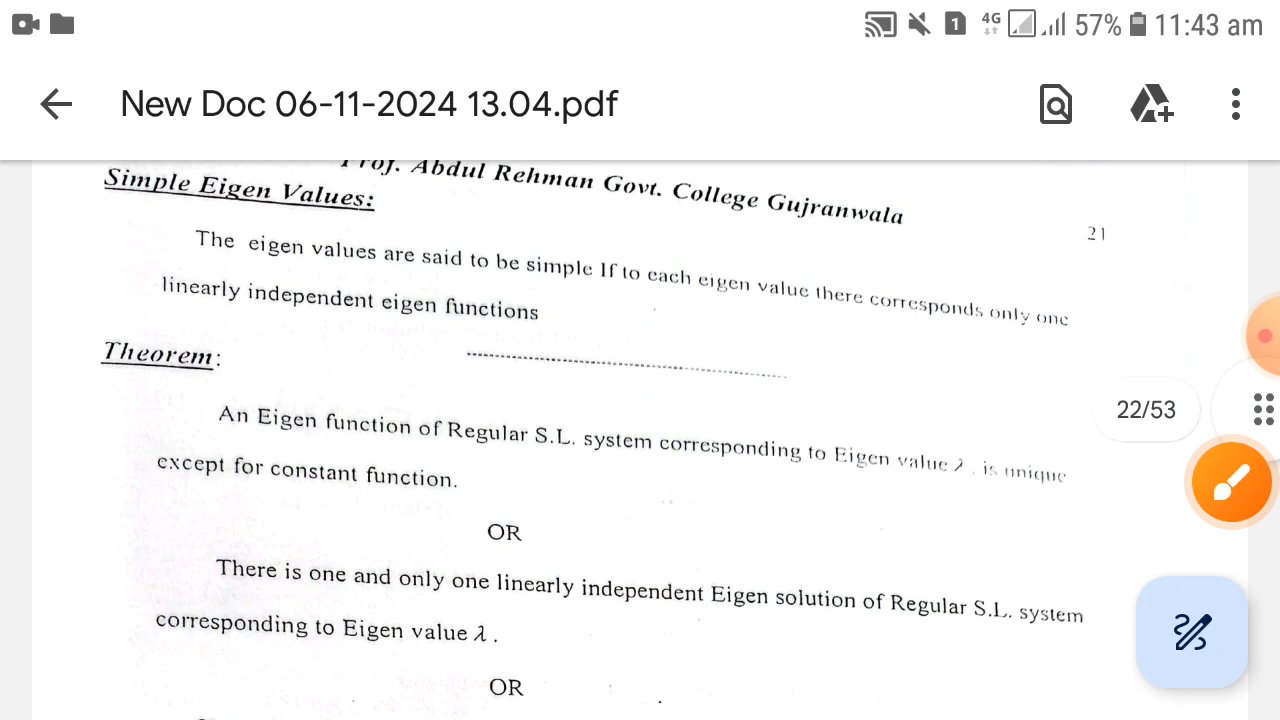 1 4G 57% 11:43 am
New Doc 06-11-2024 13.04.pdf
Prof. Abdul Rehman Govt. College Gujranwala
Simple Eigen Values:
21
The eigen values are said to be simple If to each eigen value there corresponds only one
linearly independent eigen functions
Theorem:
22/53
An Eigen function of Regular S.L. system corresponding to Eigen value λ . is unique
except for constant function.
OR
There is one and only one linearly independent Eigen solution of Regular S.L. system
corresponding to Eigen value λ .
OR